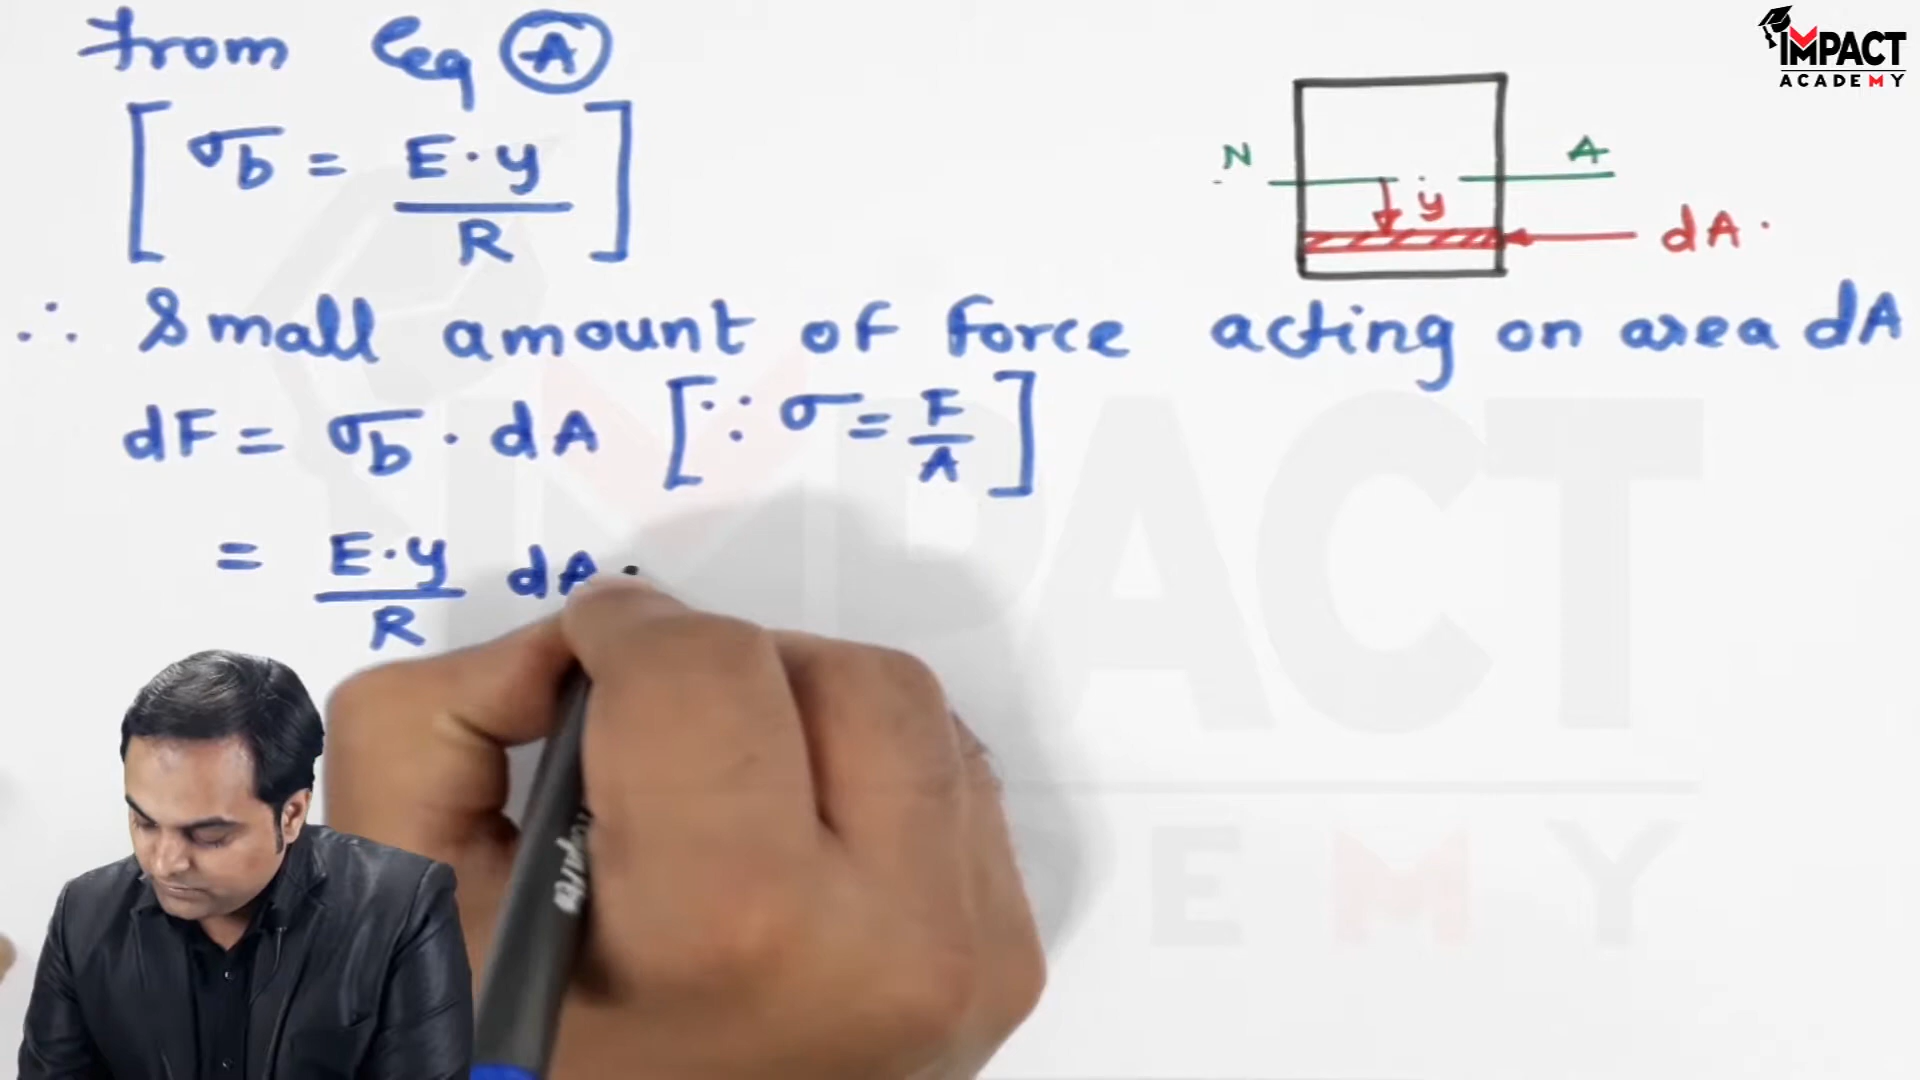 from Eq A
[σb = E·y / R]
N A
y
dA.
∴ Small amount of force acting on area dA
dF = σb · dA [∵ σ = F/A]
= E·y / R dA.
IMPACT
ACADEMY